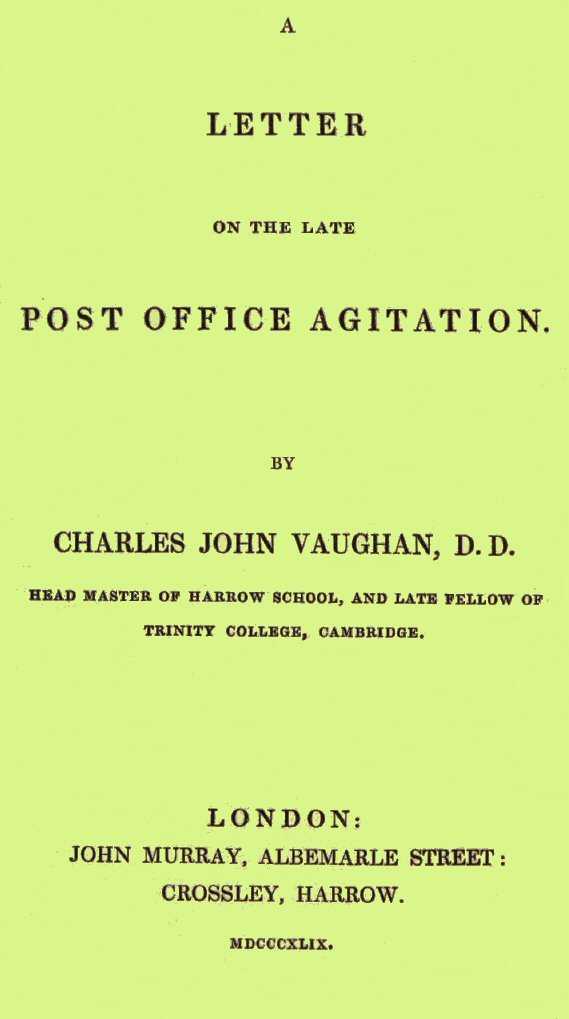 A
LETTER
ON THE LATE
POST OFFICE AGITATION.
BY
CHARLES JOHN VAUGHAN, D. D.
HEAD MASTER OF HARROW SCHOOL, AND LATE FELLOW OF
TRINITY COLLEGE, CAMBRIDGE.
LONDON:
JOHN MURRAY, ALBEMARLE STREET:
CROSSLEY, HARROW.
MDCCCXLIX.